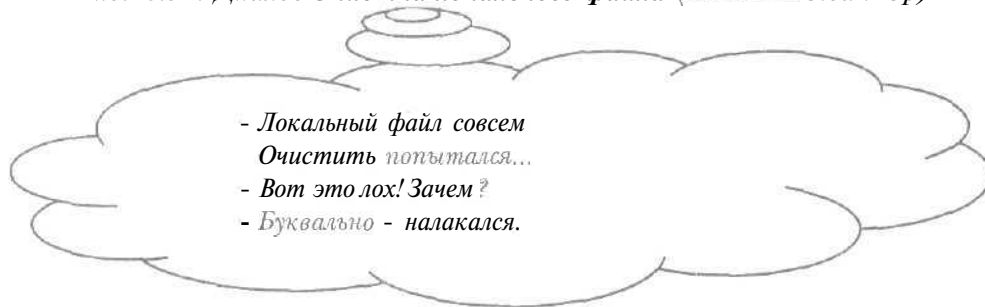 - Локальный файл совсем
Очистить попытался...
- Вот это лох! Зачем?
- Буквально - налакался.